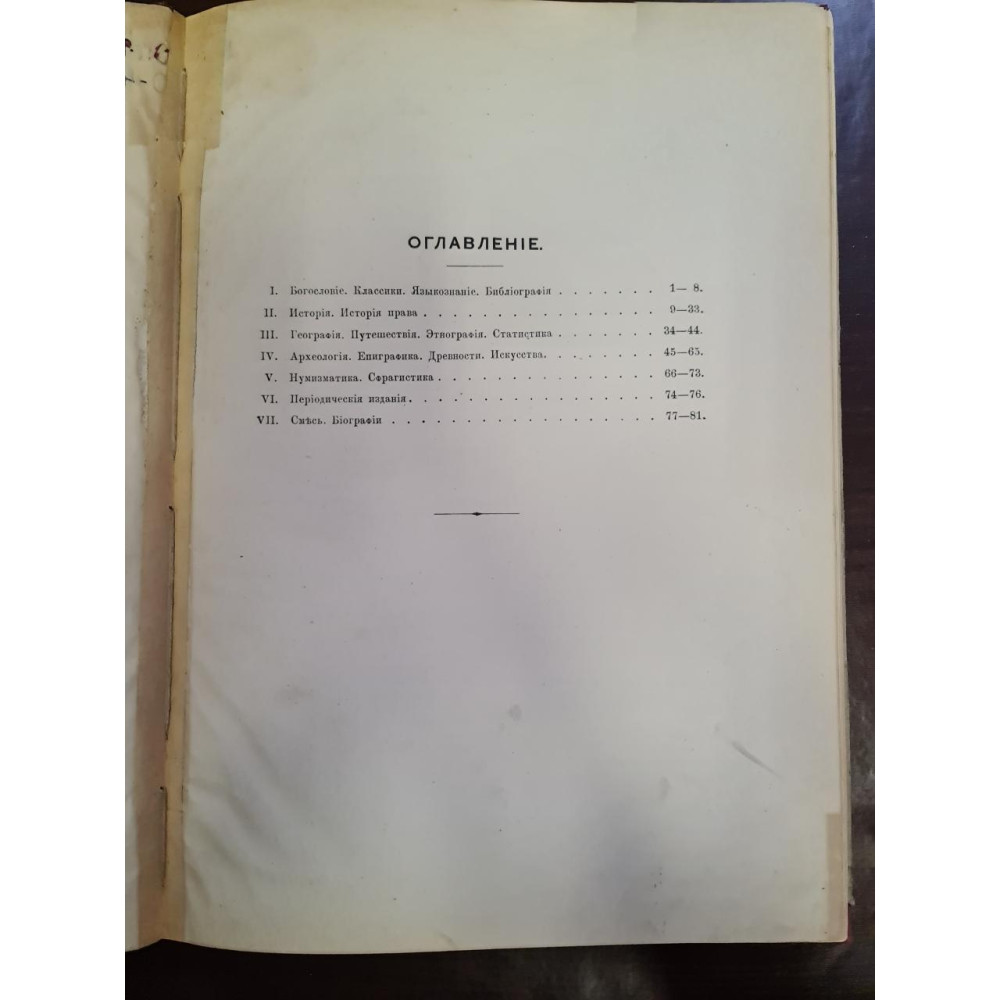 ОГЛАВЛЕНІЕ.
I. Богословіе. Классики. Языкознаніе. Библіографія . . . . . . . 1— 8.
II. Исторія. Исторія права . . . . . . . . . . . . . . . . 9—33.
III. Географія. Путешествія. Этнографія. Статистика . . . . . . . 34—44.
IV. Археологія. Епиграфика. Древности. Искусства. . . . . . . . 45—65.
V. Нумизматика. Сфрагистика . . . . . . . . . . . . . . . 66—73.
VI. Періодическія изданія. . . . . . . . . . . . . . . . . 74—76.
VII. Смѣсь. Біографіи . . . . . . . . . . . . . . . . . . 77—81.